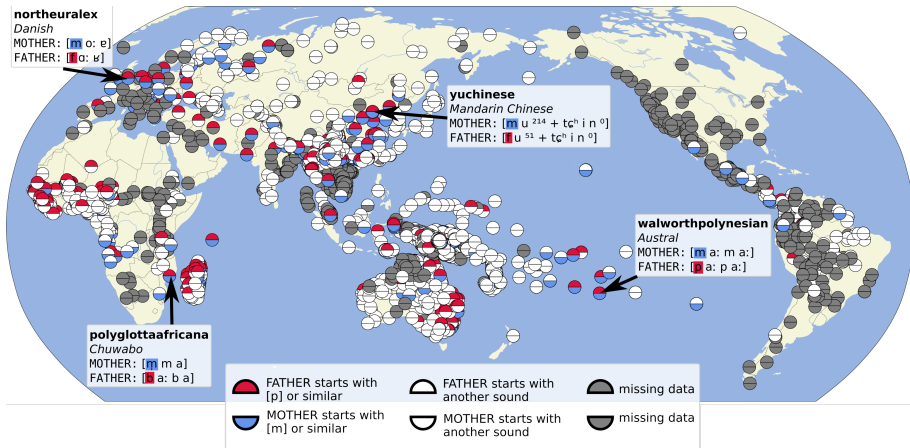 northeuralex
Danish
MOTHER: [m oː ɐ]
FATHER: [f ɑː ʁ]
yuchinese
Mandarin Chinese
MOTHER: [m u ²¹⁴ + tɕʰ i n ⁰]
FATHER: [f u ⁵¹ + tɕʰ i n ⁰]
walworthpolynesian
Austral
MOTHER: [m aː m aː]
FATHER: [p aː p aː]
polyglottaafricana
Chuwabo
MOTHER: [m m a]
FATHER: [b aː b a]
FATHER starts with
[p] or similar
FATHER starts with
another sound
missing data
MOTHER starts with
[m] or similar
MOTHER starts with
another sound
missing data